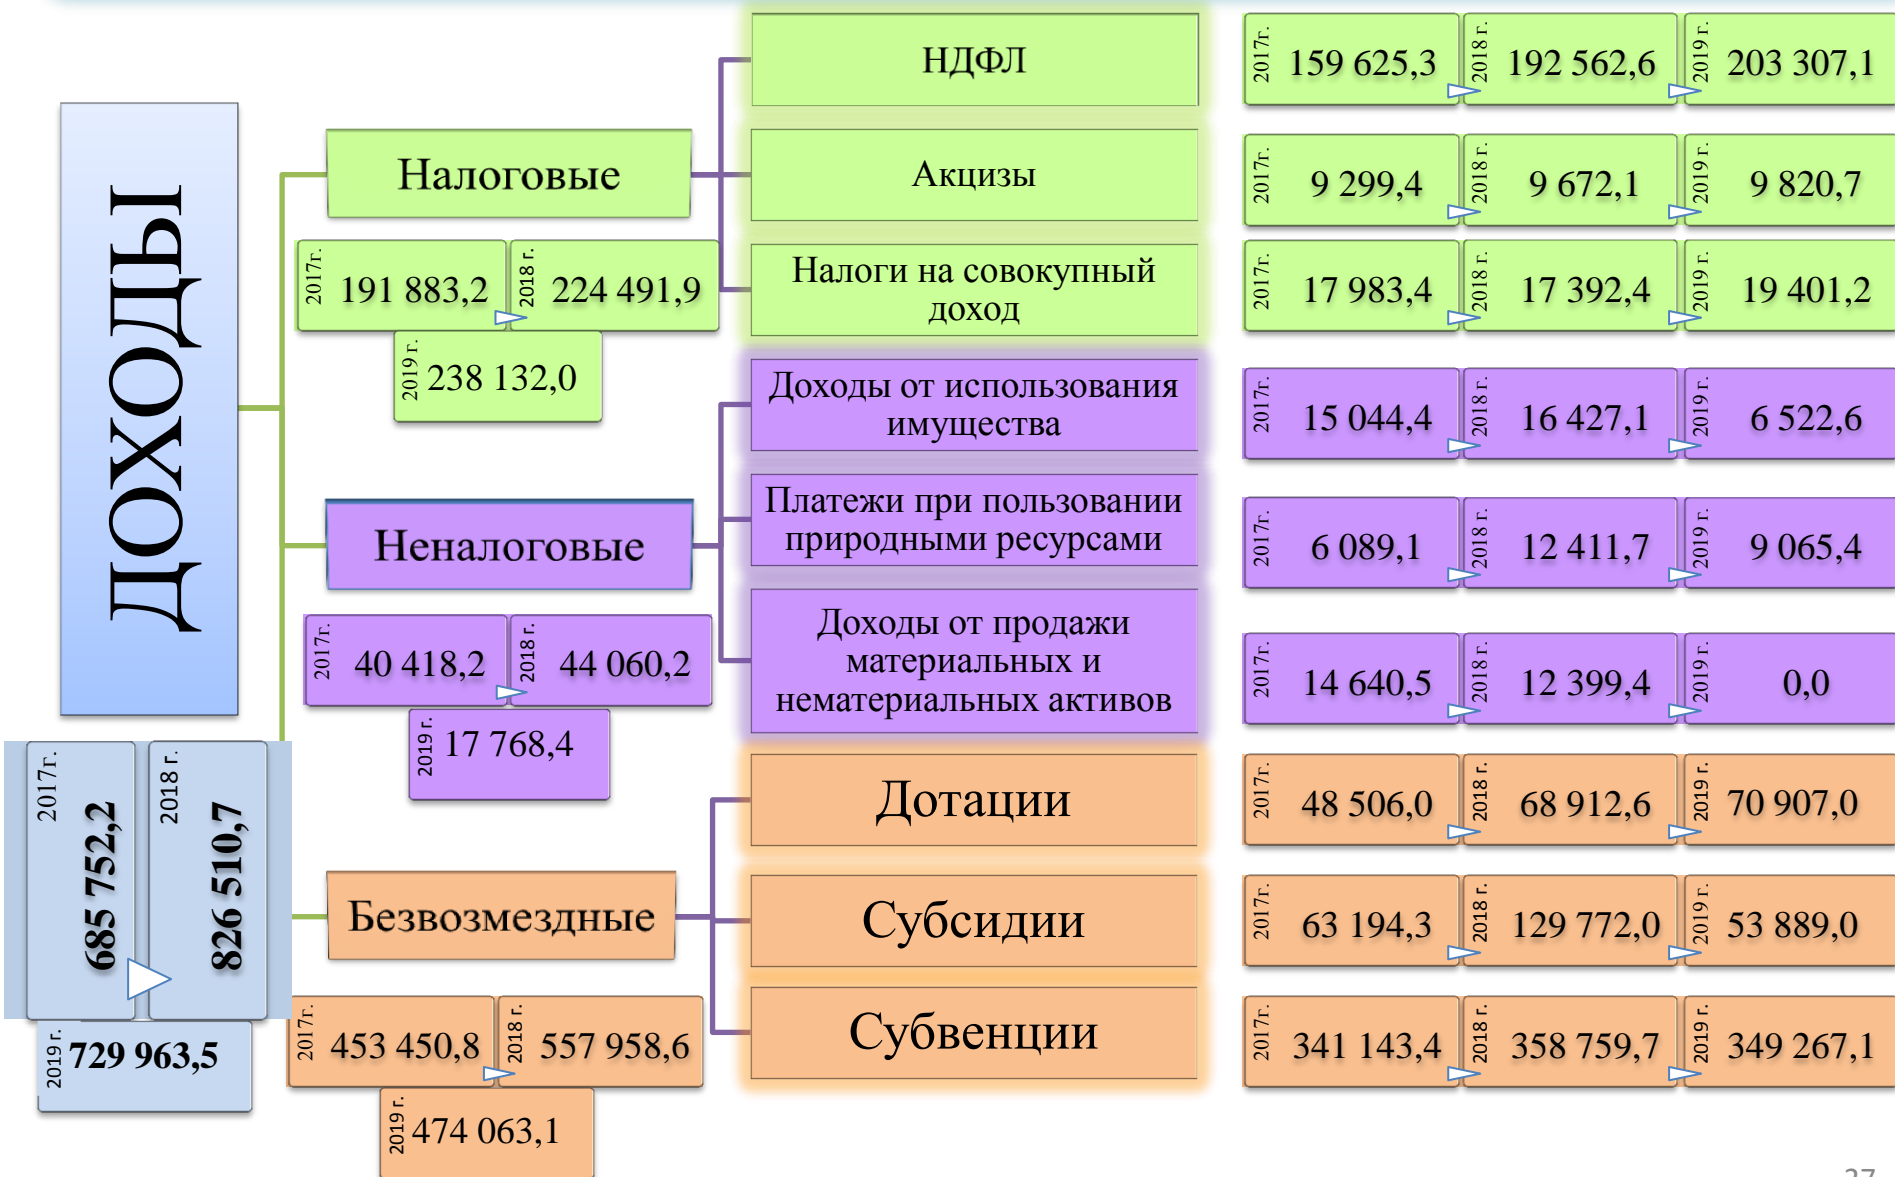 ДОХОДЫ
2017г.
685 752,2
2018 г.
826 510,7
2019 г.
729 963,5
Налоговые
2017г.
191 883,2
2018 г.
224 491,9
2019 г.
238 132,0
НДФЛ
2017г.
159 625,3
2018 г.
192 562,6
2019 г.
203 307,1
Акцизы
2017г.
9 299,4
2018 г.
9 672,1
2019 г.
9 820,7
Налоги на совокупный
доход
2017г.
17 983,4
2018 г.
17 392,4
2019 г.
19 401,2
Неналоговые
2017г.
40 418,2
2018 г.
44 060,2
2019 г.
17 768,4
Доходы от использования
имущества
2017г.
15 044,4
2018 г.
16 427,1
2019 г.
6 522,6
Платежи при пользовании
природными ресурсами
2017г.
6 089,1
2018 г.
12 411,7
2019 г.
9 065,4
Доходы от продажи
материальных и
нематериальных активов
2017г.
14 640,5
2018 г.
12 399,4
2019 г.
0,0
Безвозмездные
2017г.
453 450,8
2018 г.
557 958,6
2019 г.
474 063,1
Дотации
2017г.
48 506,0
2018 г.
68 912,6
2019 г.
70 907,0
Субсидии
2017г.
63 194,3
2018 г.
129 772,0
2019 г.
53 889,0
Субвенции
2017г.
341 143,4
2018 г.
358 759,7
2019 г.
349 267,1